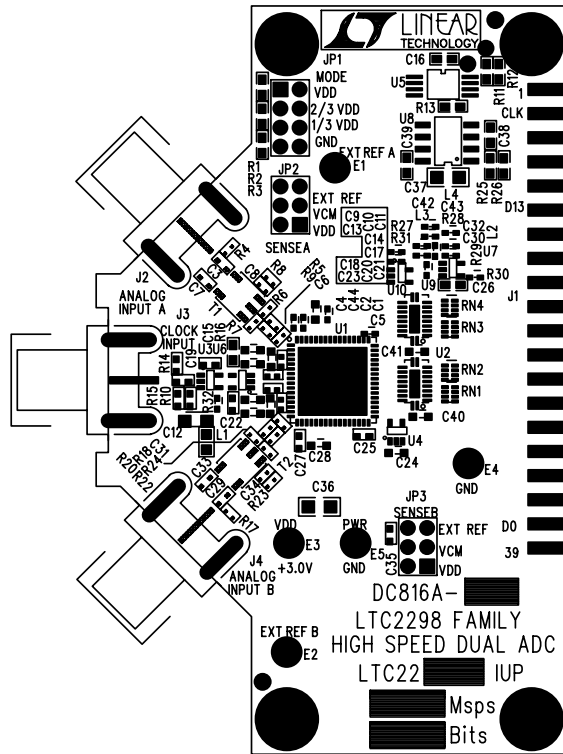 LINEAR
TECHNOLOGY
JP1
MODE
VDD
2/3 VDD
1/3 VDD
GND
R1
R2
R3
C16
U5
R11
R12
R13
1
CLK
U8
C39
C38
EXT REF A
E1
JP2
EXT REF
VCM
VDD
SENSEA
C37
L4
R25
R26
C43
C42
D13
C9
C13
C10
C11
C14
C17
C18
C23
C20
C21
R27
R31
L3
R28
C32
C30
L2
U7
R29
R30
U10
U9
C26
J2
ANALOG
INPUT A
R4
C3
C7
C8
R8
T1
R7
R6
R5
C6
C4
C44
C2
C1
C5
U1
J3
CLOCK
INPUT
C15
R16
R14
C19
U3
U6
R15
R10
R32
C12
L1
C22
RN4
RN3
J1
C41
U2
RN2
RN1
C40
U4
C25
C24
C27
C28
R18
C31
R20
R24
R22
C33
C29
C34
R23
T2
R17
C36
E4
GND
JP3
SENSEB
EXT REF
VCM
VDD
C35
D0
39
VDD
E3
+3.0V
PWR
E5
GND
J4
ANALOG
INPUT B
DC816A-
LTC2298 FAMILY
HIGH SPEED DUAL ADC
EXT REF B
E2
LTC22 IUP
Msps
Bits